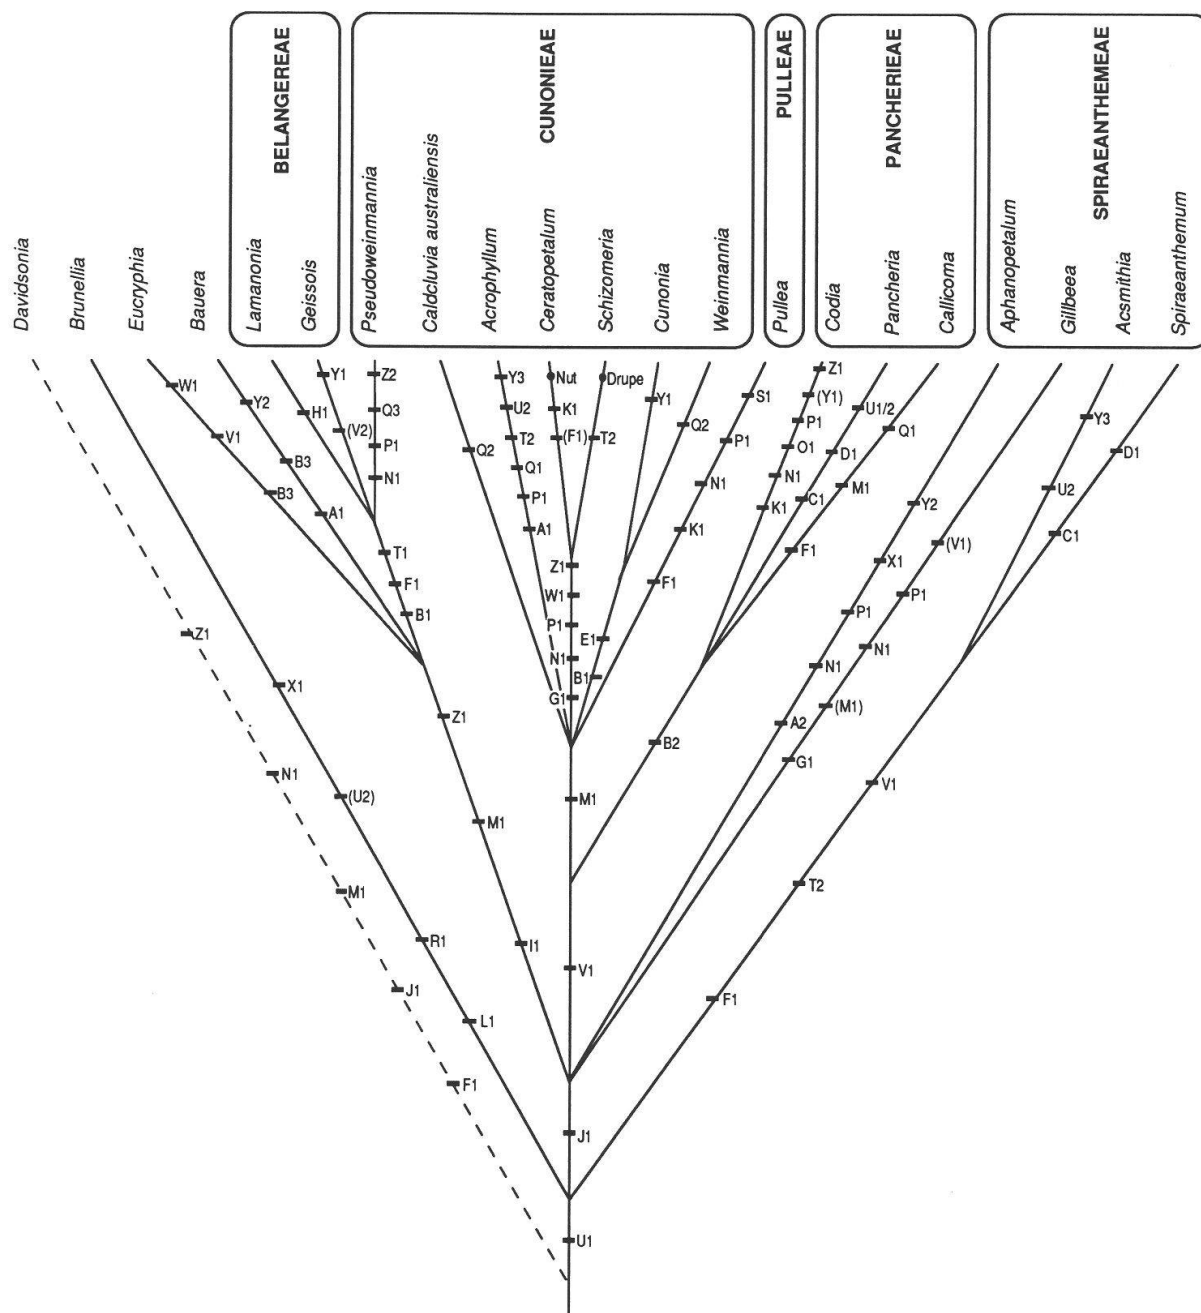 BELANGEREAE
CUNONIEAE
PULLEAE
PANCHERIEAE
SPIRAEANTHEMEAE
Davidsonia
Brunellia
Eucryphia
Bauera
Lamanonia
Geissois
Pseudoweinmannia
Caldcluvia australiensis
Acrophyllum
Ceratopetalum
Schizomeria
Cunonia
Weinmannia
Pullea
Codia
Pancheria
Callicoma
Aphanopetalum
Gillbeea
Acsmithia
Spiraeanthemum
W1
V1
B3
Y2
B3
A1
H1
Y1
(V2)
Z2
Q3
P1
N1
T1
F1
B1
Z1
M1
I1
Q2
Y3
U2
T2
Q1
P1
A1
Nut
K1
(F1)
Drupe
T2
Z1
W1
P1
N1
G1
Y1
Q2
E1
B1
S1
P1
N1
K1
F1
M1
V1
Z1
(Y1)
P1
O1
N1
K1
U1/2
D1
C1
Q1
M1
F1
B2
Y2
X1
P1
N1
A2
(V1)
P1
N1
(M1)
G1
Y3
U2
D1
C1
V1
T2
F1
Z1
N1
M1
J1
F1
X1
(U2)
R1
L1
J1
U1